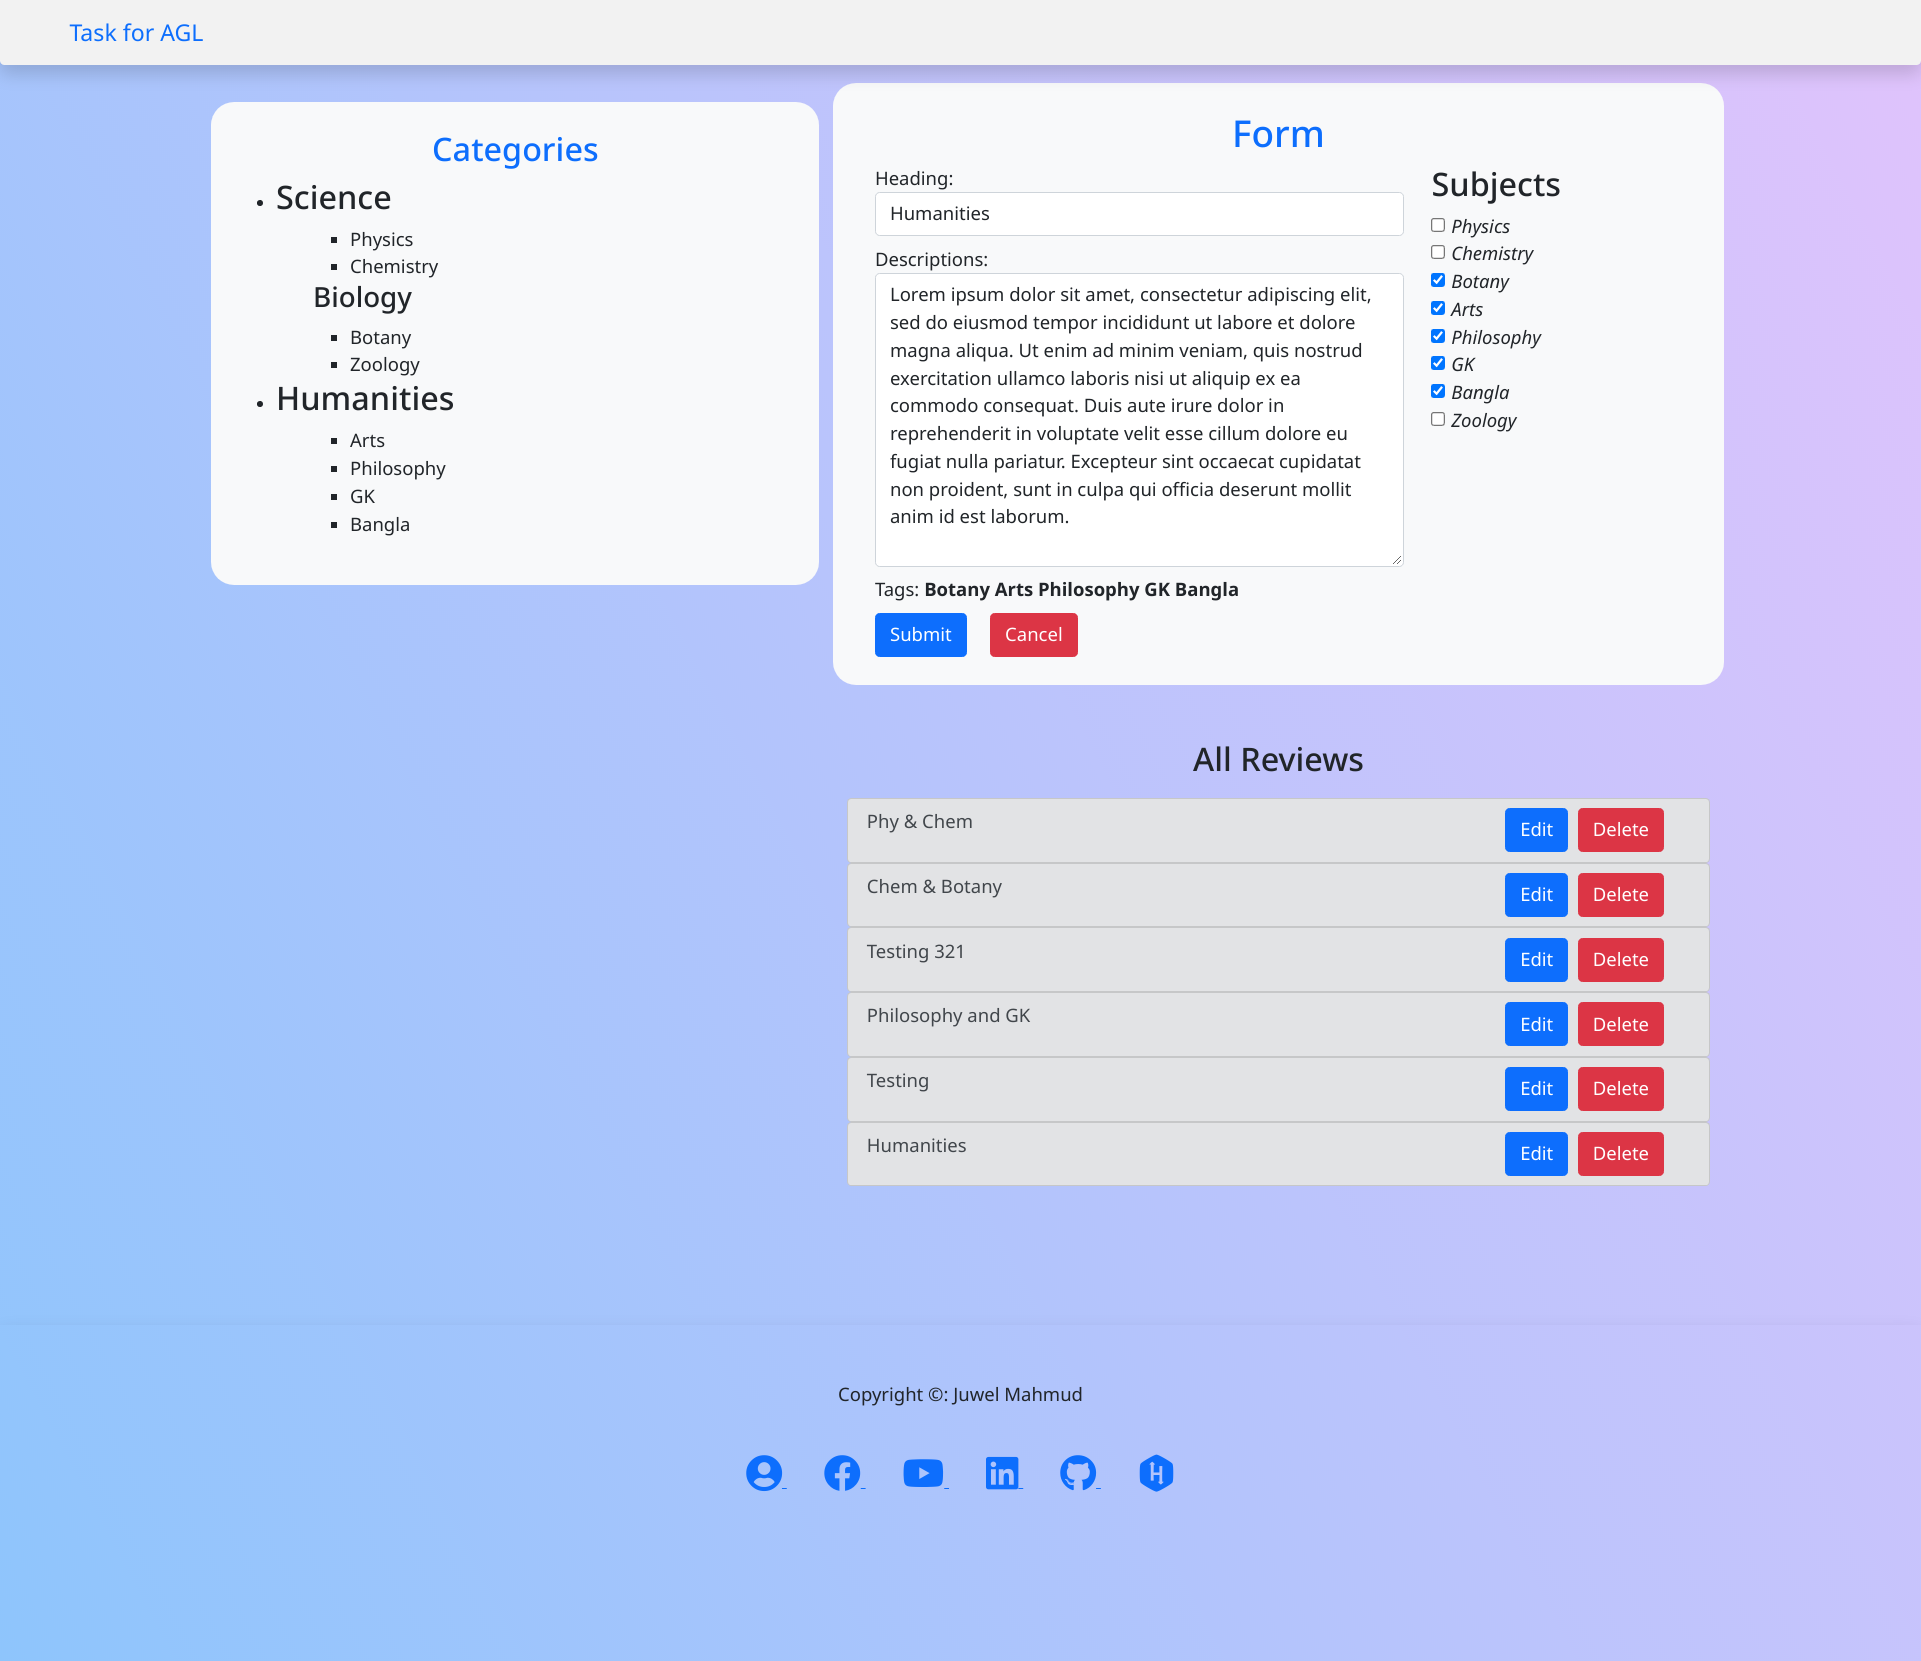 Task for AGL
Categories
Science
Physics
Chemistry
Biology
Botany
Zoology
Humanities
Arts
Philosophy
GK
Bangla
Form
Heading:
Humanities
Descriptions:
Lorem ipsum dolor sit amet, consectetur adipiscing elit,
sed do eiusmod tempor incididunt ut labore et dolore
magna aliqua. Ut enim ad minim veniam, quis nostrud
exercitation ullamco laboris nisi ut aliquip ex ea
commodo consequat. Duis aute irure dolor in
reprehenderit in voluptate velit esse cillum dolore eu
fugiat nulla pariatur. Excepteur sint occaecat cupidatat
non proident, sunt in culpa qui officia deserunt mollit
anim id est laborum.
Tags: Botany Arts Philosophy GK Bangla
Submit Cancel
Subjects
Physics
Chemistry
Botany
Arts
Philosophy
GK
Bangla
Zoology
All Reviews
Phy & Chem Edit Delete
Chem & Botany Edit Delete
Testing 321 Edit Delete
Philosophy and GK Edit Delete
Testing Edit Delete
Humanities Edit Delete
Copyright ©: Juwel Mahmud